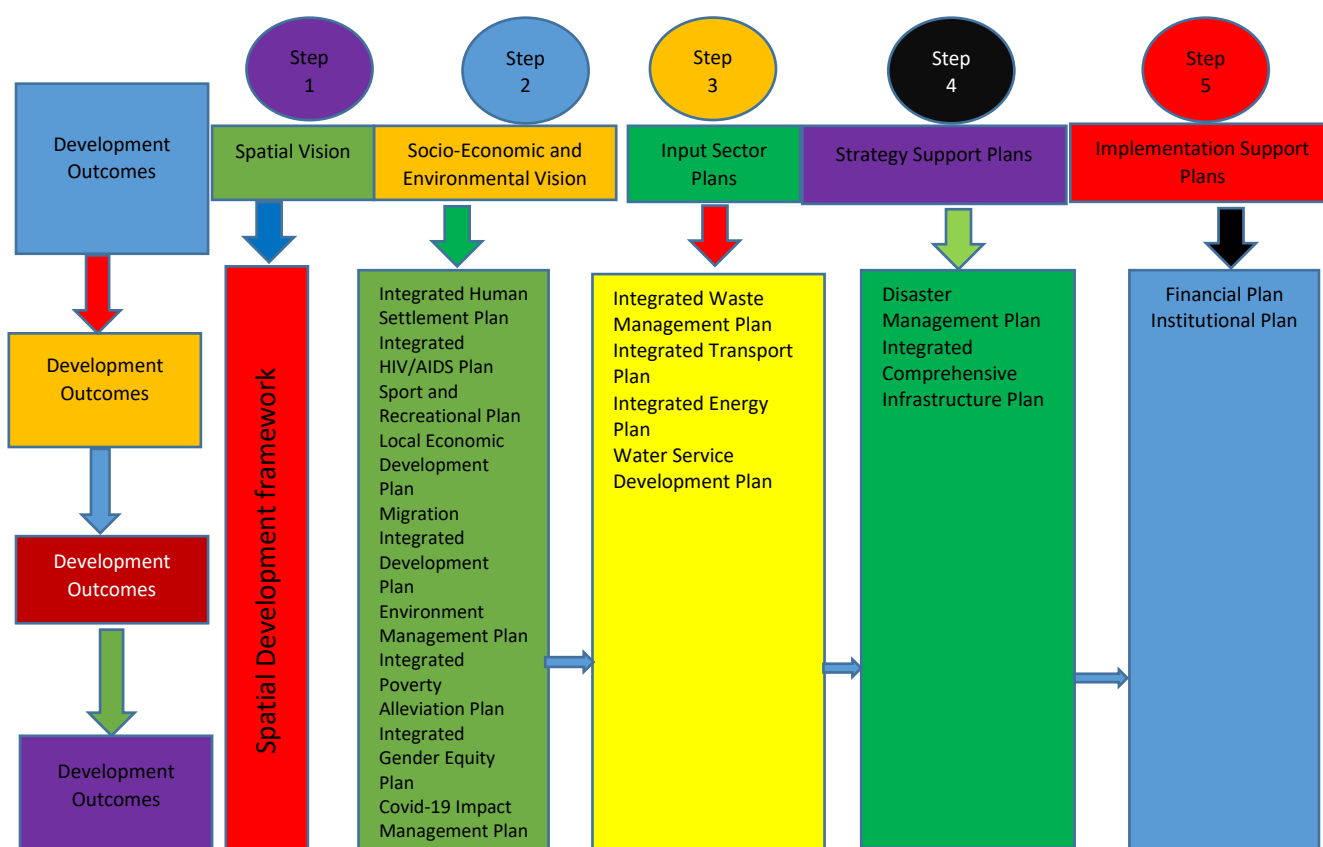 Step
1
Step
2
Step
3
Step
4
Step
5
Development
Outcomes
Spatial Vision
Socio-Economic and
Environmental Vision
Input Sector
Plans
Strategy Support Plans
Implementation Support
Plans
Development
Outcomes
Development
Outcomes
Development
Outcomes
Spatial Development framework
Integrated Human
Settlement Plan
Integrated
HIV/AIDS Plan
Sport and
Recreational Plan
Local Economic
Development
Plan
Migration
Integrated
Development
Plan
Environment
Management Plan
Integrated
Poverty
Alleviation Plan
Integrated
Gender Equity
Plan
Covid-19 Impact
Management Plan
Integrated Waste
Management Plan
Integrated Transport
Plan
Integrated Energy
Plan
Water Service
Development Plan
Disaster
Management Plan
Integrated
Comprehensive
Infrastructure Plan
Financial Plan
Institutional Plan